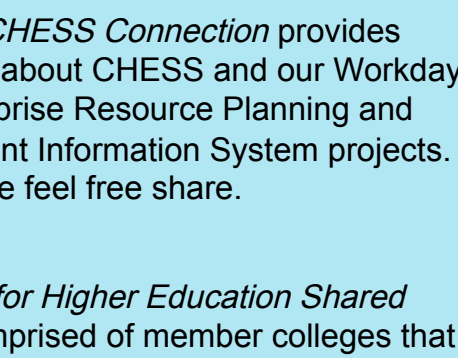 CHESS Connection provides
about CHESS and our Workday
prise Resource Planning and
nt Information System projects.
e feel free share.
for Higher Education Shared
mprised of member colleges that